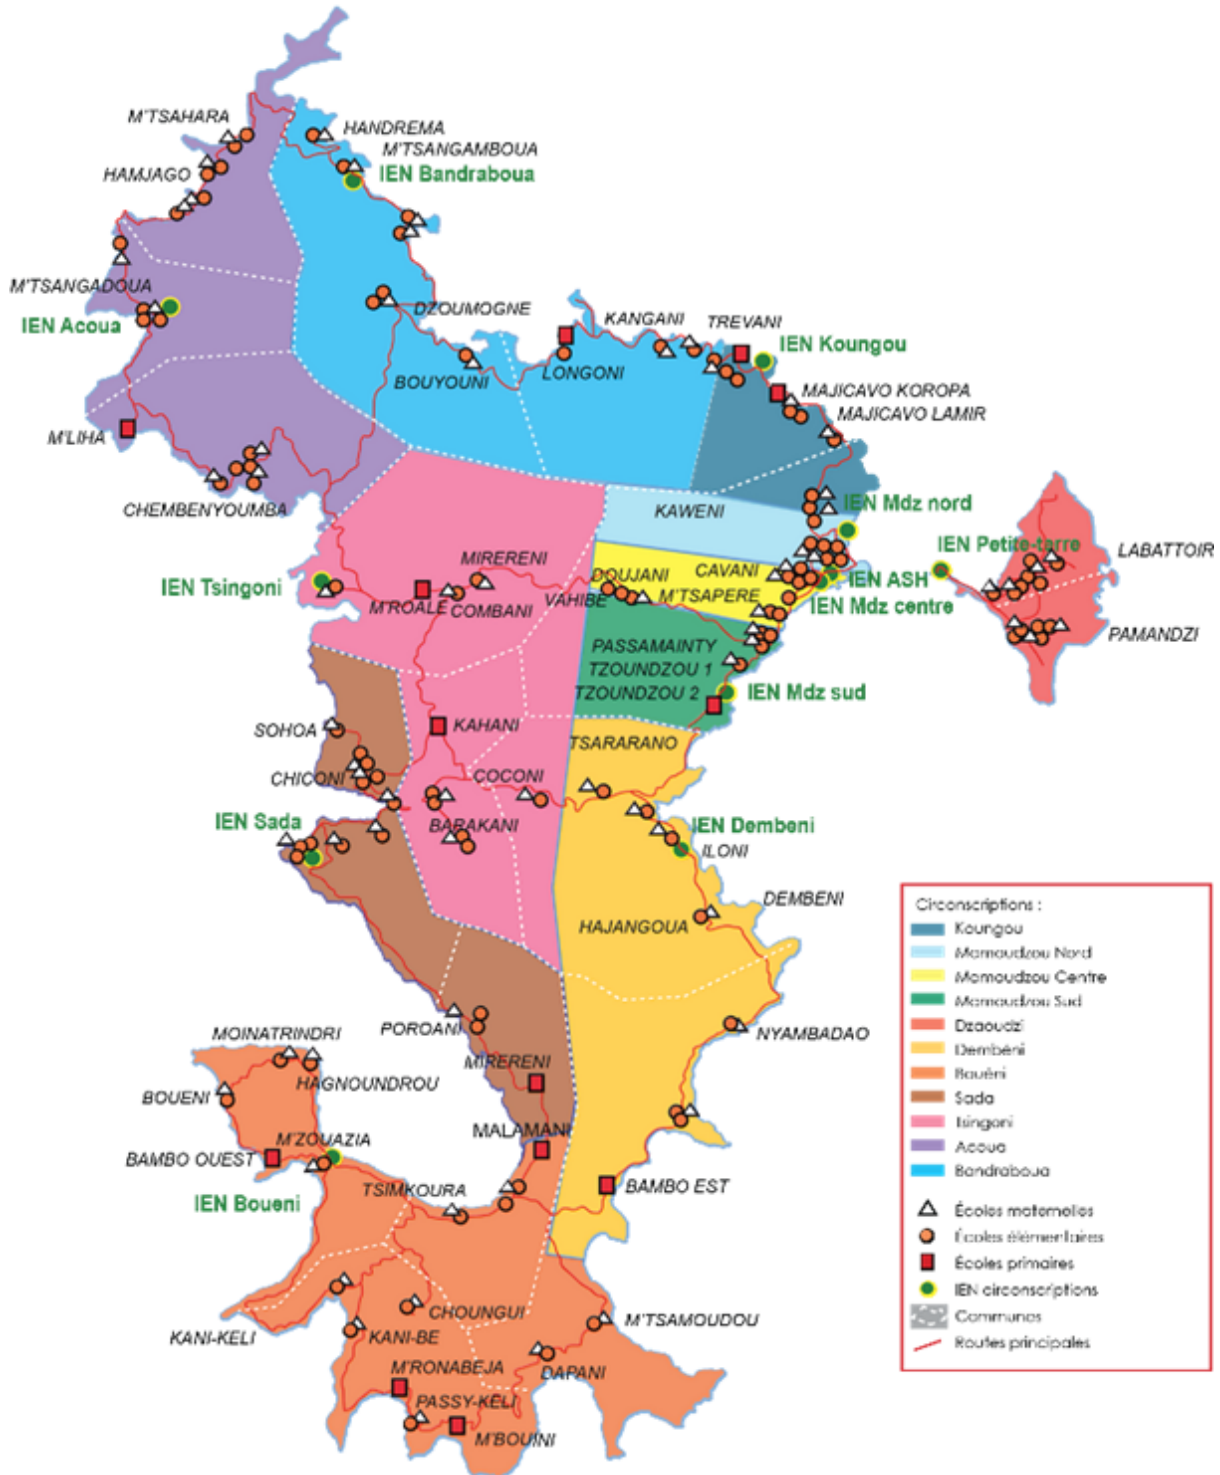 M'TSAHARA
HANDREMA
M'TSANGAMBOUA
IEN Bandraboua
HAMJAGO
M'TSANGADOUA
IEN Acoua
DZOUMOGNE
KANGANI
TREVANI
IEN Koungou
BOUYOUNI
LONGONI
MAJICAVO KOROPA
MAJICAVO LAMIR
M'LIHA
CHEMBENYOUMBA
KAWENI
IEN Mdz nord
IEN Petite-terre
LABATTOIR
MIRERENI
DOUJANI
CAVANI
IEN ASH
IEN Tsingoni
M'ROALE
COMBANI
VAHIBE
M'TSAPERE
IEN Mdz centre
PAMANDZI
PASSAMAINTY
TZOUNDZOU 1
TZOUNDZOU 2
IEN Mdz sud
SOHOA
KAHANI
TSARARANO
CHICONI
COCONI
IEN Sada
BARAKANI
IEN Dembeni
ILONI
DEMBENI
HAJANGOUA
POROANI
NYAMBADAO
MOINATRINDRI
MIRERENI
HAGNOUNDROU
BOUENI
M'ZOUAZIA
MALAMANI
BAMBO OUEST
IEN Boueni
TSIMKOURA
BAMBO EST
CHOUNGUI
M'TSAMOUDOU
KANI-KELI
KANI-BE
M'RONABEJA
DAPANI
PASSY-KELI
M'BOUINI
Circonscriptions :
Koungou
Mamoudzou Nord
Mamoudzou Centre
Mamoudzou Sud
Dzaoudzi
Dembéni
Bouéni
Sada
Tsingoni
Acoua
Bandraboua
Écoles maternelles
Écoles élémentaires
Écoles primaires
IEN circonscriptions
Communes
Routes principales